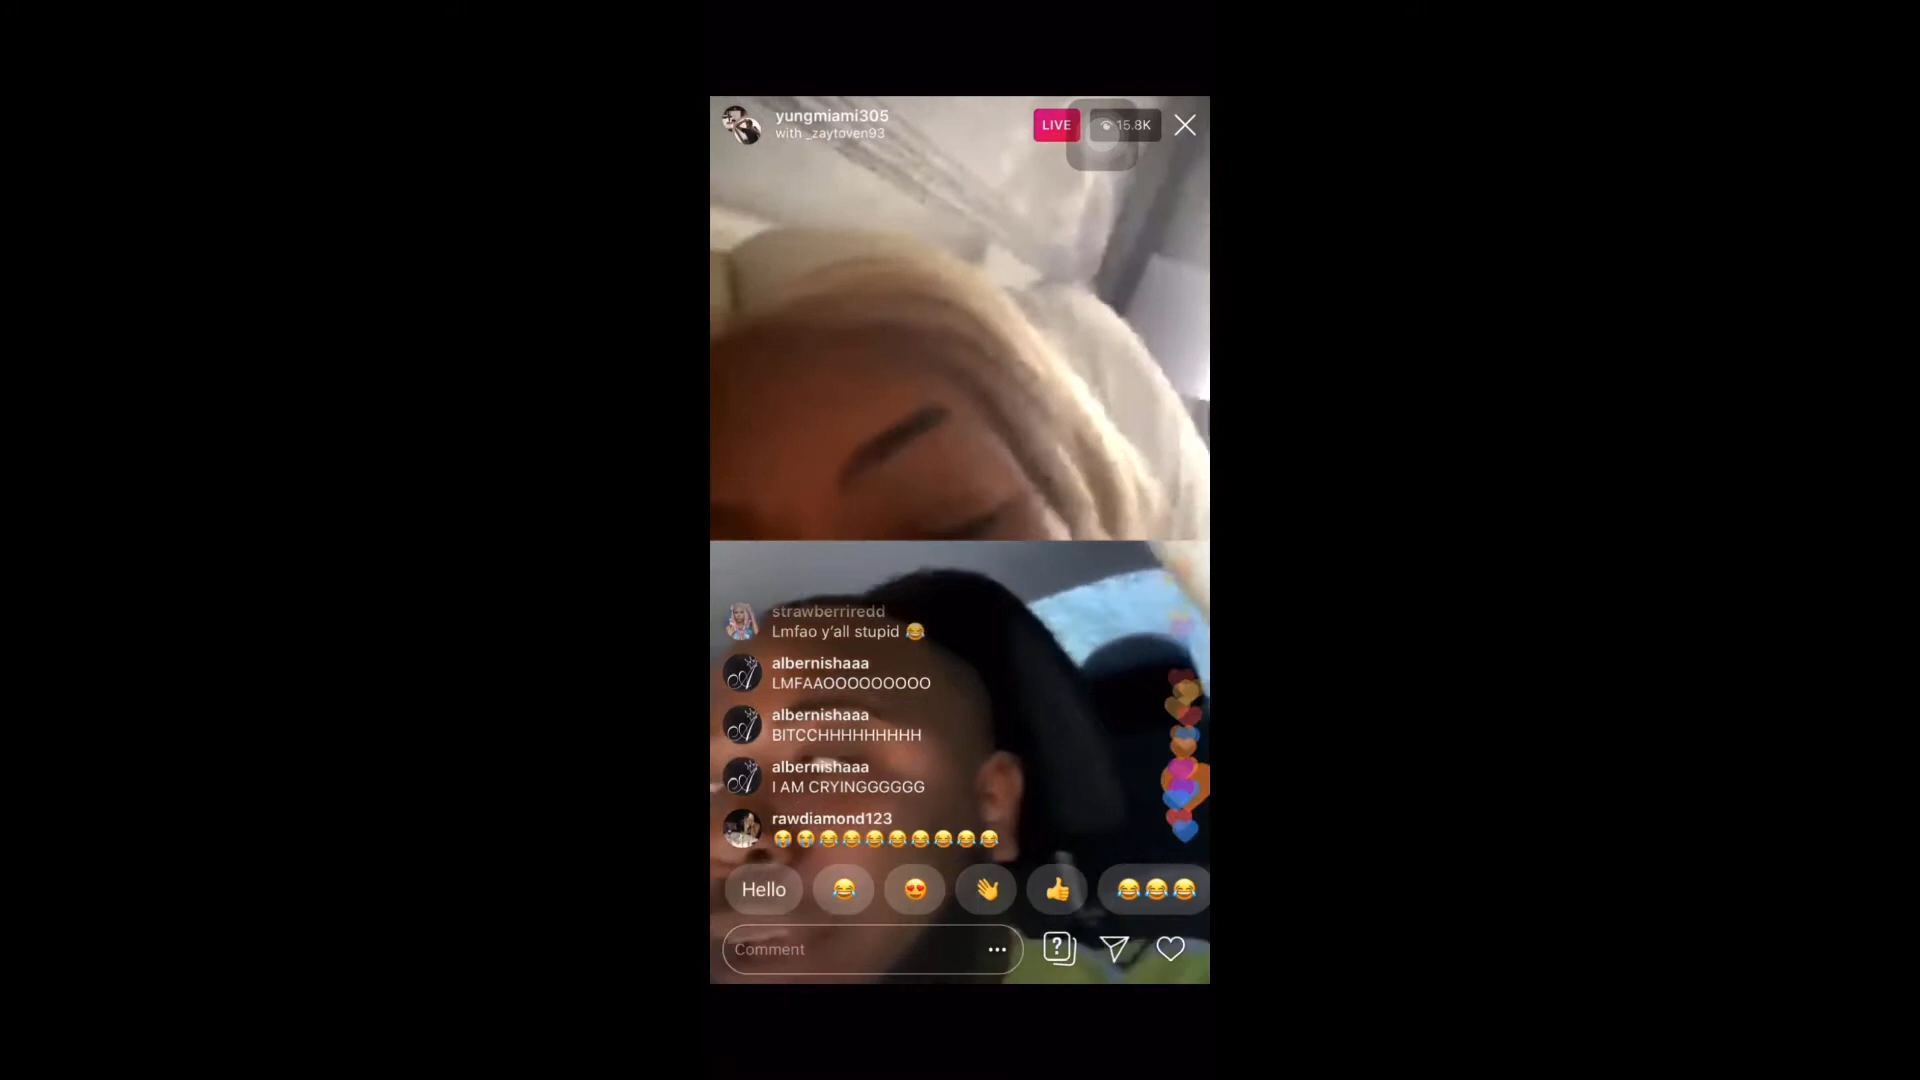 yungmiami305
with _zaytoven93
LIVE
15.8K
strawberriredd
Lmfao y’all stupid 😂
albernishaaa
LMFAAOOOOOOOOO
albernishaaa
BITCCHHHHHHHHH
albernishaaa
I AM CRYINGGGGGG
rawdiamond123
😭😭😂😂😂😂😂😂😂😂
Hello 😂 😍 👋 👍 😂😂😂
Comment